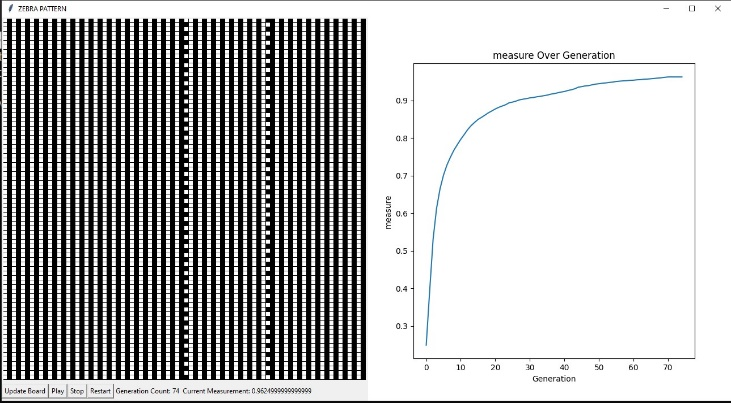 ZEBRA PATTERN
measure Over Generation
0.9
0.8
0.7
0.6
0.5
0.4
0.3
measure
0 10 20 30 40 50 60 70
Generation
Update Board Play Stop Restart Generation Count: 74 Current Measurement: 0.9624999999999999